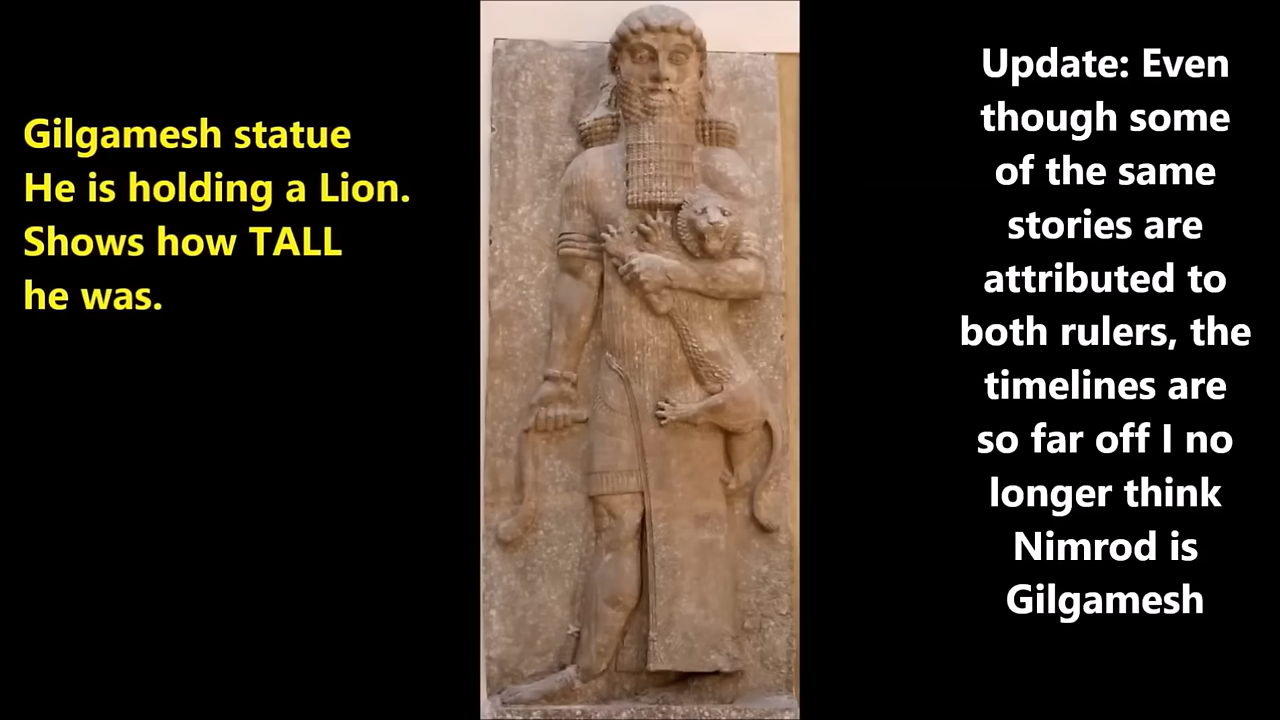 Gilgamesh statue
He is holding a Lion.
Shows how TALL
he was.
Update: Even
though some
of the same
stories are
attributed to
both rulers, the
timelines are
so far off I no
longer think
Nimrod is
Gilgamesh